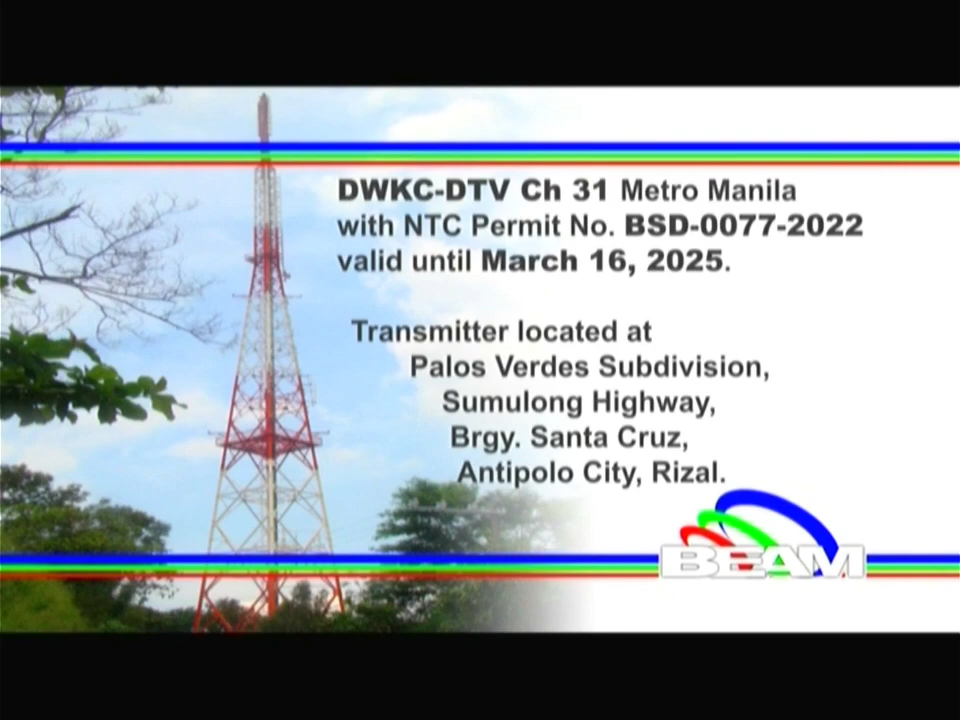 DWKC-DTV Ch 31 Metro Manila
with NTC Permit No. BSD-0077-2022
valid until March 16, 2025.
Transmitter located at
Palos Verdes Subdivision,
Sumulong Highway,
Brgy. Santa Cruz,
Antipolo City, Rizal.
BEAM